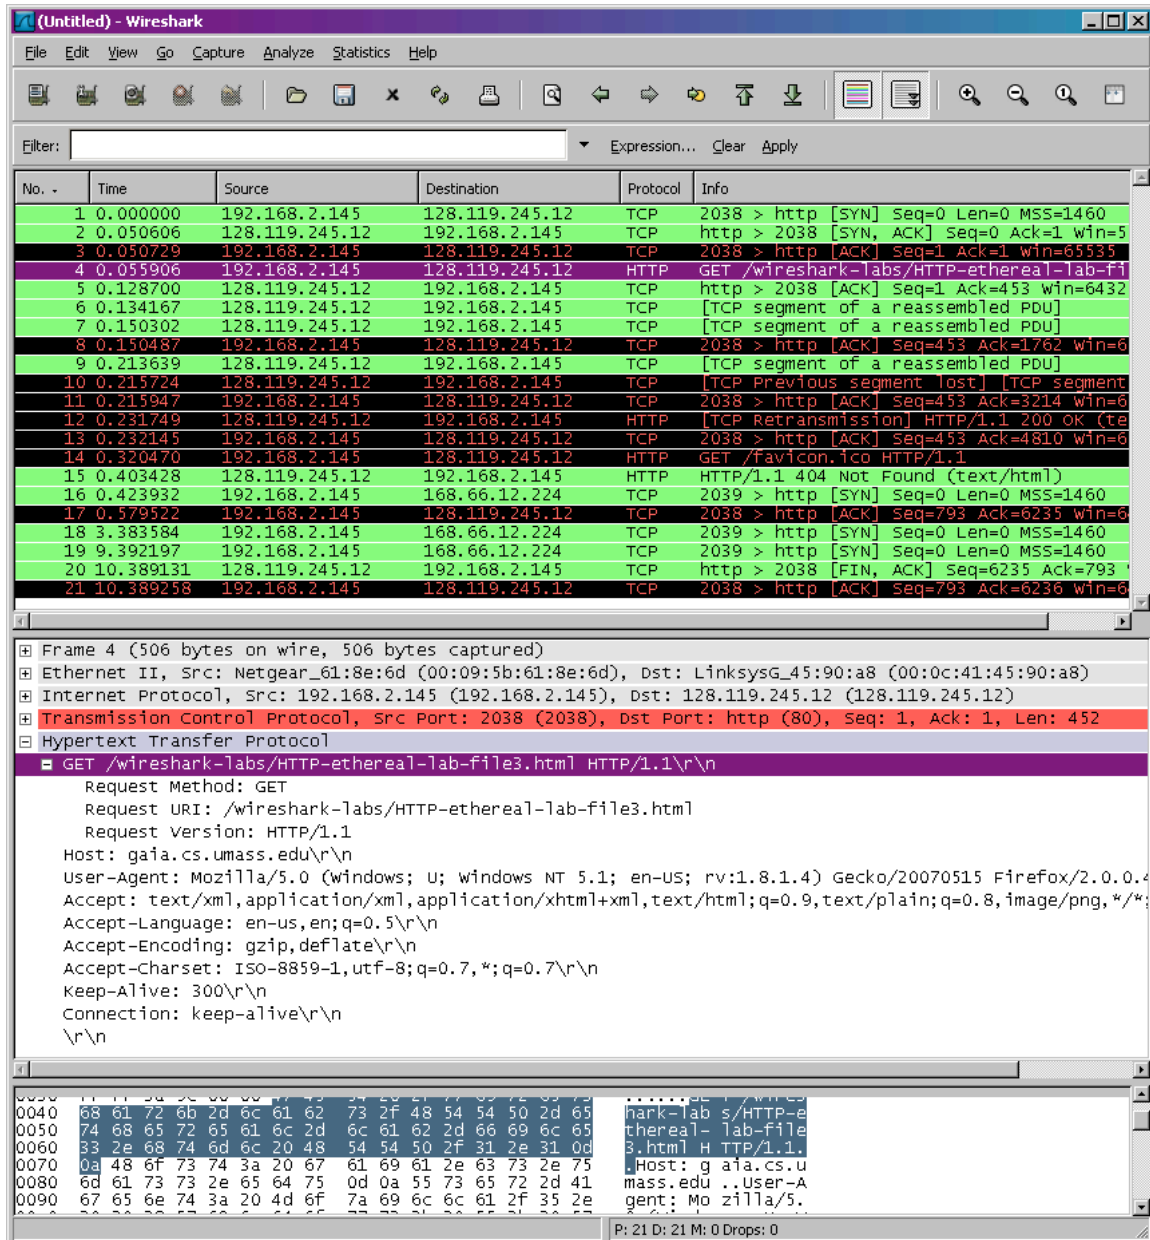 (Untitled) - Wireshark
File Edit View Go Capture Analyze Statistics Help
Filter: Expression... Clear Apply
No. Time Source Destination Protocol Info
1 0.000000 192.168.2.145 128.119.245.12 TCP 2038 > http [SYN] Seq=0 Len=0 MSS=1460
2 0.050606 128.119.245.12 192.168.2.145 TCP http > 2038 [SYN, ACK] Seq=0 Ack=1 Win=5
3 0.050729 192.168.2.145 128.119.245.12 TCP 2038 > http [ACK] Seq=1 Ack=1 Win=65535
4 0.055906 192.168.2.145 128.119.245.12 HTTP GET /wireshark-labs/HTTP-ethereal-lab-fi
5 0.128700 128.119.245.12 192.168.2.145 TCP http > 2038 [ACK] Seq=1 Ack=453 Win=6432
6 0.134167 128.119.245.12 192.168.2.145 TCP [TCP segment of a reassembled PDU]
7 0.150302 128.119.245.12 192.168.2.145 TCP [TCP segment of a reassembled PDU]
8 0.150487 192.168.2.145 128.119.245.12 TCP 2038 > http [ACK] Seq=453 Ack=1762 Win=6
9 0.213639 128.119.245.12 192.168.2.145 TCP [TCP segment of a reassembled PDU]
10 0.215724 128.119.245.12 192.168.2.145 TCP [TCP Previous segment lost] [TCP segment
11 0.215947 192.168.2.145 128.119.245.12 TCP 2038 > http [ACK] Seq=453 Ack=3214 Win=6
12 0.231749 128.119.245.12 192.168.2.145 HTTP [TCP Retransmission] HTTP/1.1 200 OK (te
13 0.232145 192.168.2.145 128.119.245.12 TCP 2038 > http [ACK] Seq=453 Ack=4810 Win=6
14 0.320470 192.168.2.145 128.119.245.12 HTTP GET /favicon.ico HTTP/1.1
15 0.403428 128.119.245.12 192.168.2.145 HTTP HTTP/1.1 404 Not Found (text/html)
16 0.423932 192.168.2.145 168.66.12.224 TCP 2039 > http [SYN] Seq=0 Len=0 MSS=1460
17 0.579522 192.168.2.145 128.119.245.12 TCP 2038 > http [ACK] Seq=793 Ack=6235 Win=6
18 3.383584 192.168.2.145 168.66.12.224 TCP 2039 > http [SYN] Seq=0 Len=0 MSS=1460
19 9.392197 192.168.2.145 168.66.12.224 TCP 2039 > http [SYN] Seq=0 Len=0 MSS=1460
20 10.389131 128.119.245.12 192.168.2.145 TCP http > 2038 [FIN, ACK] Seq=6235 Ack=793
21 10.389258 192.168.2.145 128.119.245.12 TCP 2038 > http [ACK] Seq=793 Ack=6236 Win=6
Frame 4 (506 bytes on wire, 506 bytes captured)
Ethernet II, Src: Netgear_61:8e:6d (00:09:5b:61:8e:6d), Dst: LinksysG_45:90:a8 (00:0c:41:45:90:a8)
Internet Protocol, Src: 192.168.2.145 (192.168.2.145), Dst: 128.119.245.12 (128.119.245.12)
Transmission Control Protocol, Src Port: 2038 (2038), Dst Port: http (80), Seq: 1, Ack: 1, Len: 452
Hypertext Transfer Protocol
GET /wireshark-labs/HTTP-ethereal-lab-file3.html HTTP/1.1\r\n
Request Method: GET
Request URI: /wireshark-labs/HTTP-ethereal-lab-file3.html
Request Version: HTTP/1.1
Host: gaia.cs.umass.edu\r\n
User-Agent: Mozilla/5.0 (Windows; U; Windows NT 5.1; en-US; rv:1.8.1.4) Gecko/20070515 Firefox/2.0.0.4
Accept: text/xml,application/xml,application/xhtml+xml,text/html;q=0.9,text/plain;q=0.8,image/png,*/*;
Accept-Language: en-us,en;q=0.5\r\n
Accept-Encoding: gzip,deflate\r\n
Accept-Charset: ISO-8859-1,utf-8;q=0.7,*;q=0.7\r\n
Keep-Alive: 300\r\n
Connection: keep-alive\r\n
\r\n
0040 68 61 72 6b 2d 6c 61 62 73 2f 48 54 54 50 2d 65 hark-lab s/HTTP-e
0050 74 68 65 72 65 61 6c 2d 6c 61 62 2d 66 69 6c 65 thereal- lab-file
0060 33 2e 68 74 6d 6c 20 48 54 54 50 2f 31 2e 31 0d 3.html H TTP/1.1.
0070 0a 48 6f 73 74 3a 20 67 61 69 61 2e 63 73 2e 75 .Host: g aia.cs.u
0080 6d 61 73 73 2e 65 64 75 0d 0a 55 73 65 72 2d 41 mass.edu ..User-A
0090 67 65 6e 74 3a 20 4d 6f 7a 69 6c 6c 61 2f 35 2e gent: Mo zilla/5.
P: 21 D: 21 M: 0 Drops: 0